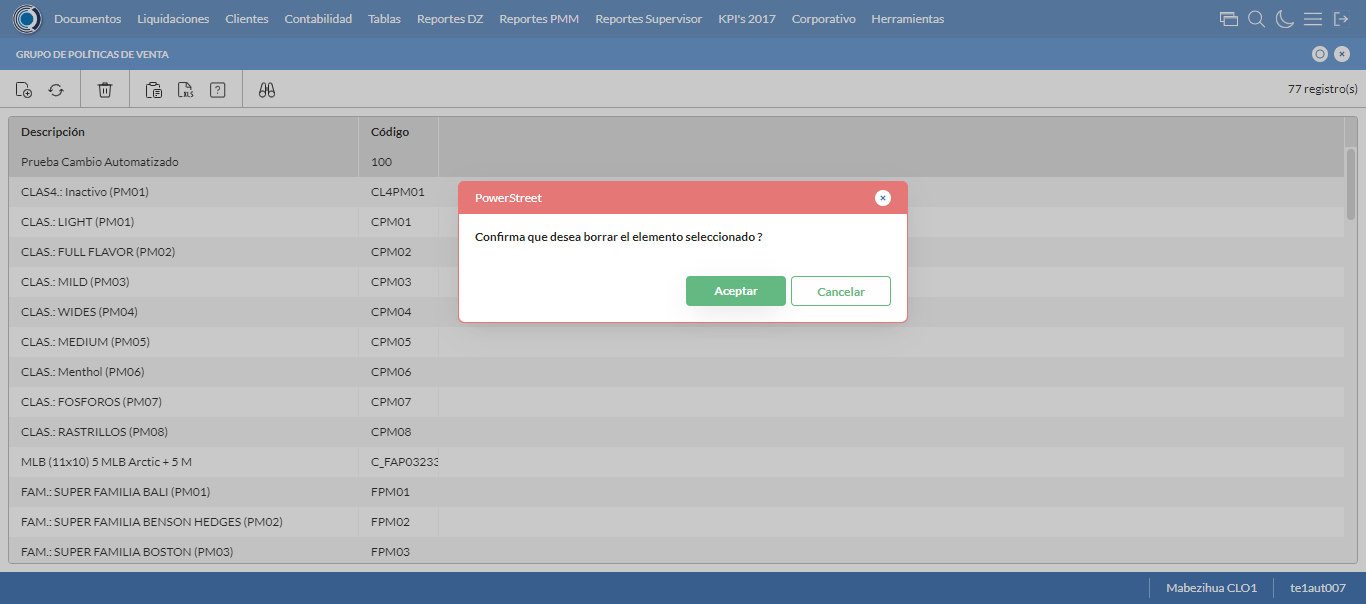 Documentos Liquidaciones Clientes Contabilidad Tablas Reportes DZ Reportes PMM Reportes Supervisor KPI's 2017 Corporativo Herramientas
GRUPO DE POLÍTICAS DE VENTA
XLS ? 77 registro(s)
Descripción Código
Prueba Cambio Automatizado 100
CLAS4.: Inactivo (PM01) CL4PM01
CLAS.: LIGHT (PM01) CPM01
CLAS.: FULL FLAVOR (PM02) CPM02
CLAS.: MILD (PM03) CPM03
CLAS.: WIDES (PM04) CPM04
CLAS.: MEDIUM (PM05) CPM05
CLAS.: Menthol (PM06) CPM06
CLAS.: FOSFOROS (PM07) CPM07
CLAS.: RASTRILLOS (PM08) CPM08
MLB (11x10) 5 MLB Arctic + 5 M C_FAP03233
FAM.: SUPER FAMILIA BALI (PM01) FPM01
FAM.: SUPER FAMILIA BENSON HEDGES (PM02) FPM02
FAM.: SUPER FAMILIA BOSTON (PM03) FPM03
PowerStreet
Confirma que desea borrar el elemento seleccionado ?
Aceptar Cancelar
Mabezihua CLO1 te1aut007